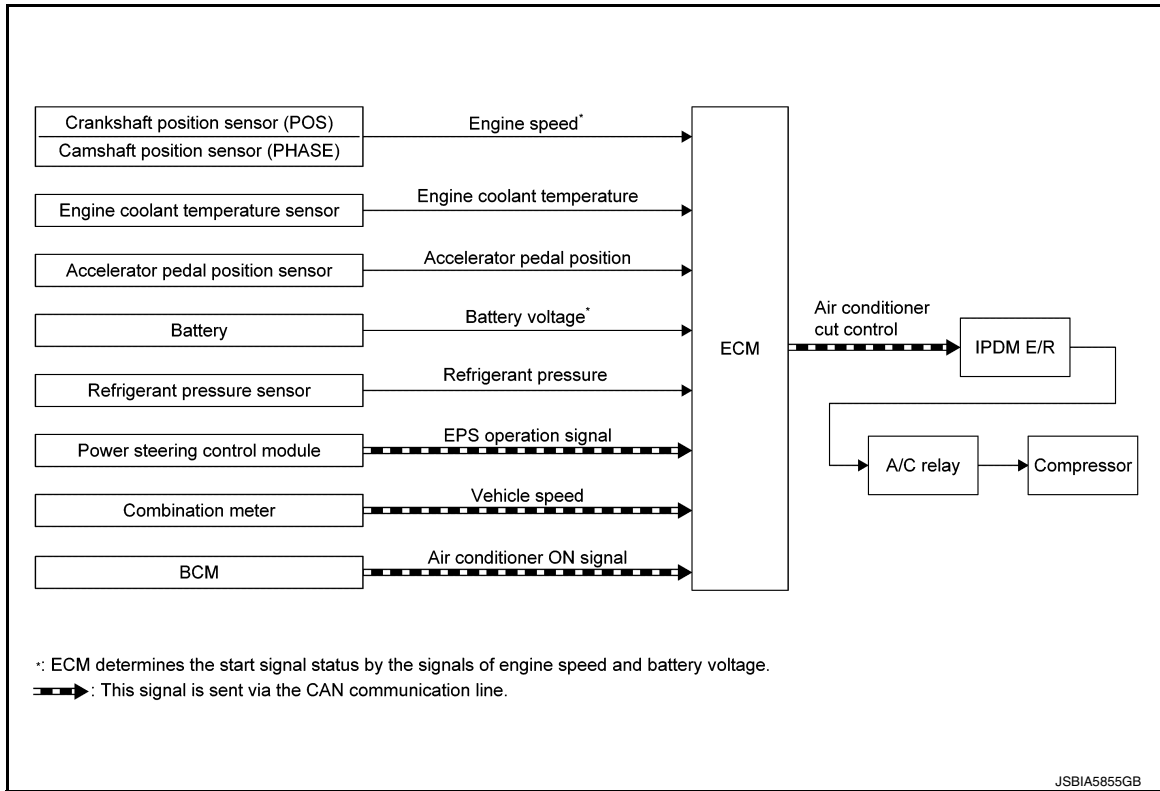 Crankshaft position sensor (POS)
Camshaft position sensor (PHASE)
Engine speed*
Engine coolant temperature sensor
Engine coolant temperature
Accelerator pedal position sensor
Accelerator pedal position
Battery
Battery voltage*
Refrigerant pressure sensor
Refrigerant pressure
Power steering control module
EPS operation signal
Combination meter
Vehicle speed
BCM
Air conditioner ON signal
ECM
Air conditioner
cut control
IPDM E/R
A/C relay
Compressor
*: ECM determines the start signal status by the signals of engine speed and battery voltage.
: This signal is sent via the CAN communication line.
JSBIA5855GB